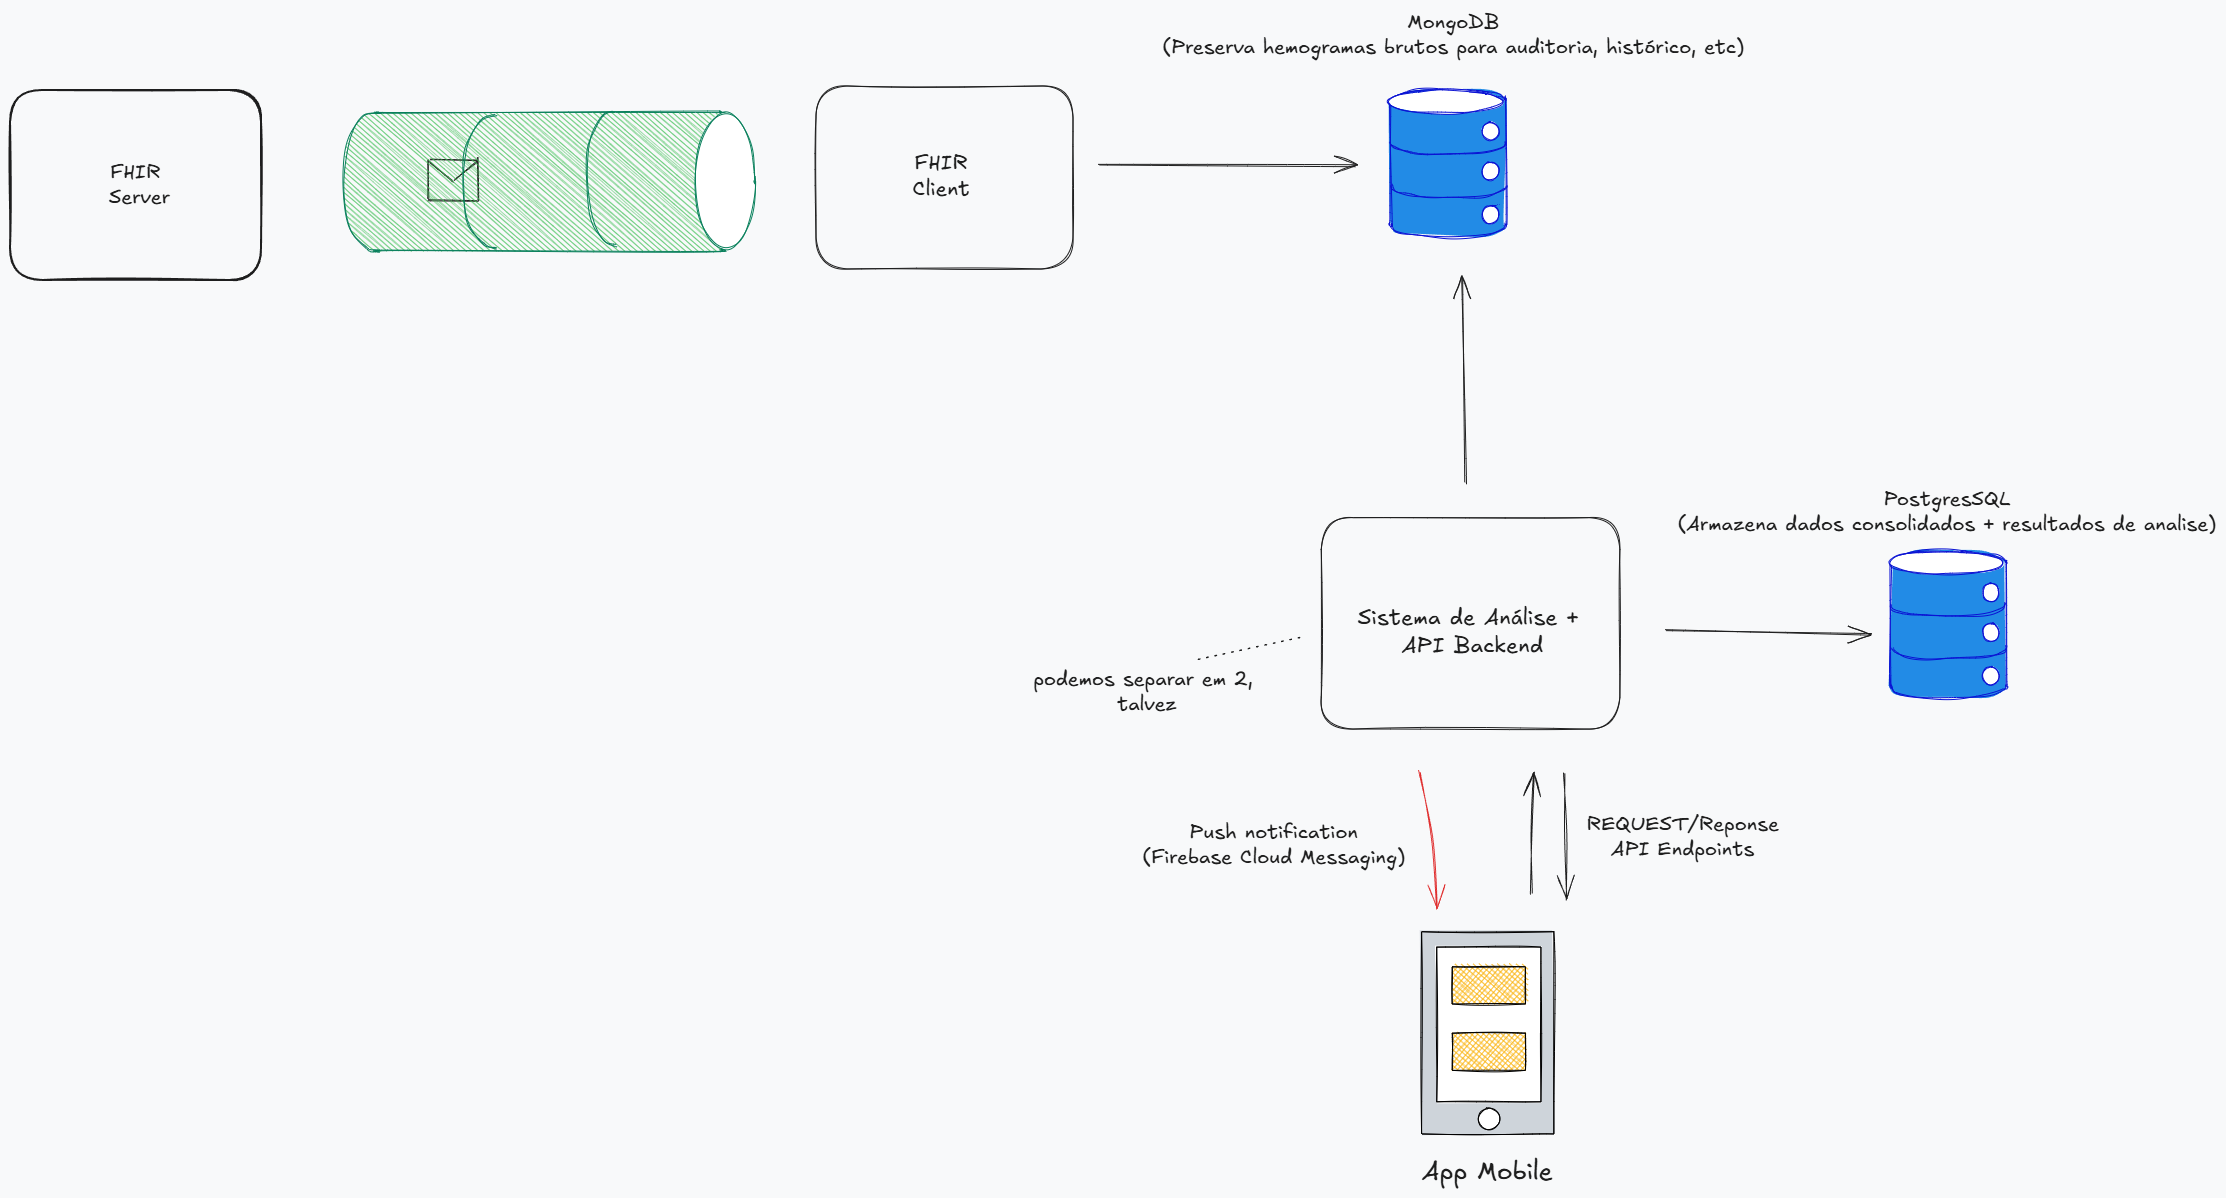 MongoDB
(Preserva hemogramas brutos para auditoria, histórico, etc)
FHIR
Server
FHIR
Client
PostgresSQL
(Armazena dados consolidados + resultados de analise)
Sistema de Análise +
API Backend
podemos separar em 2,
talvez
Push notification
(Firebase Cloud Messaging)
REQUEST/Reponse
API Endpoints
App Mobile